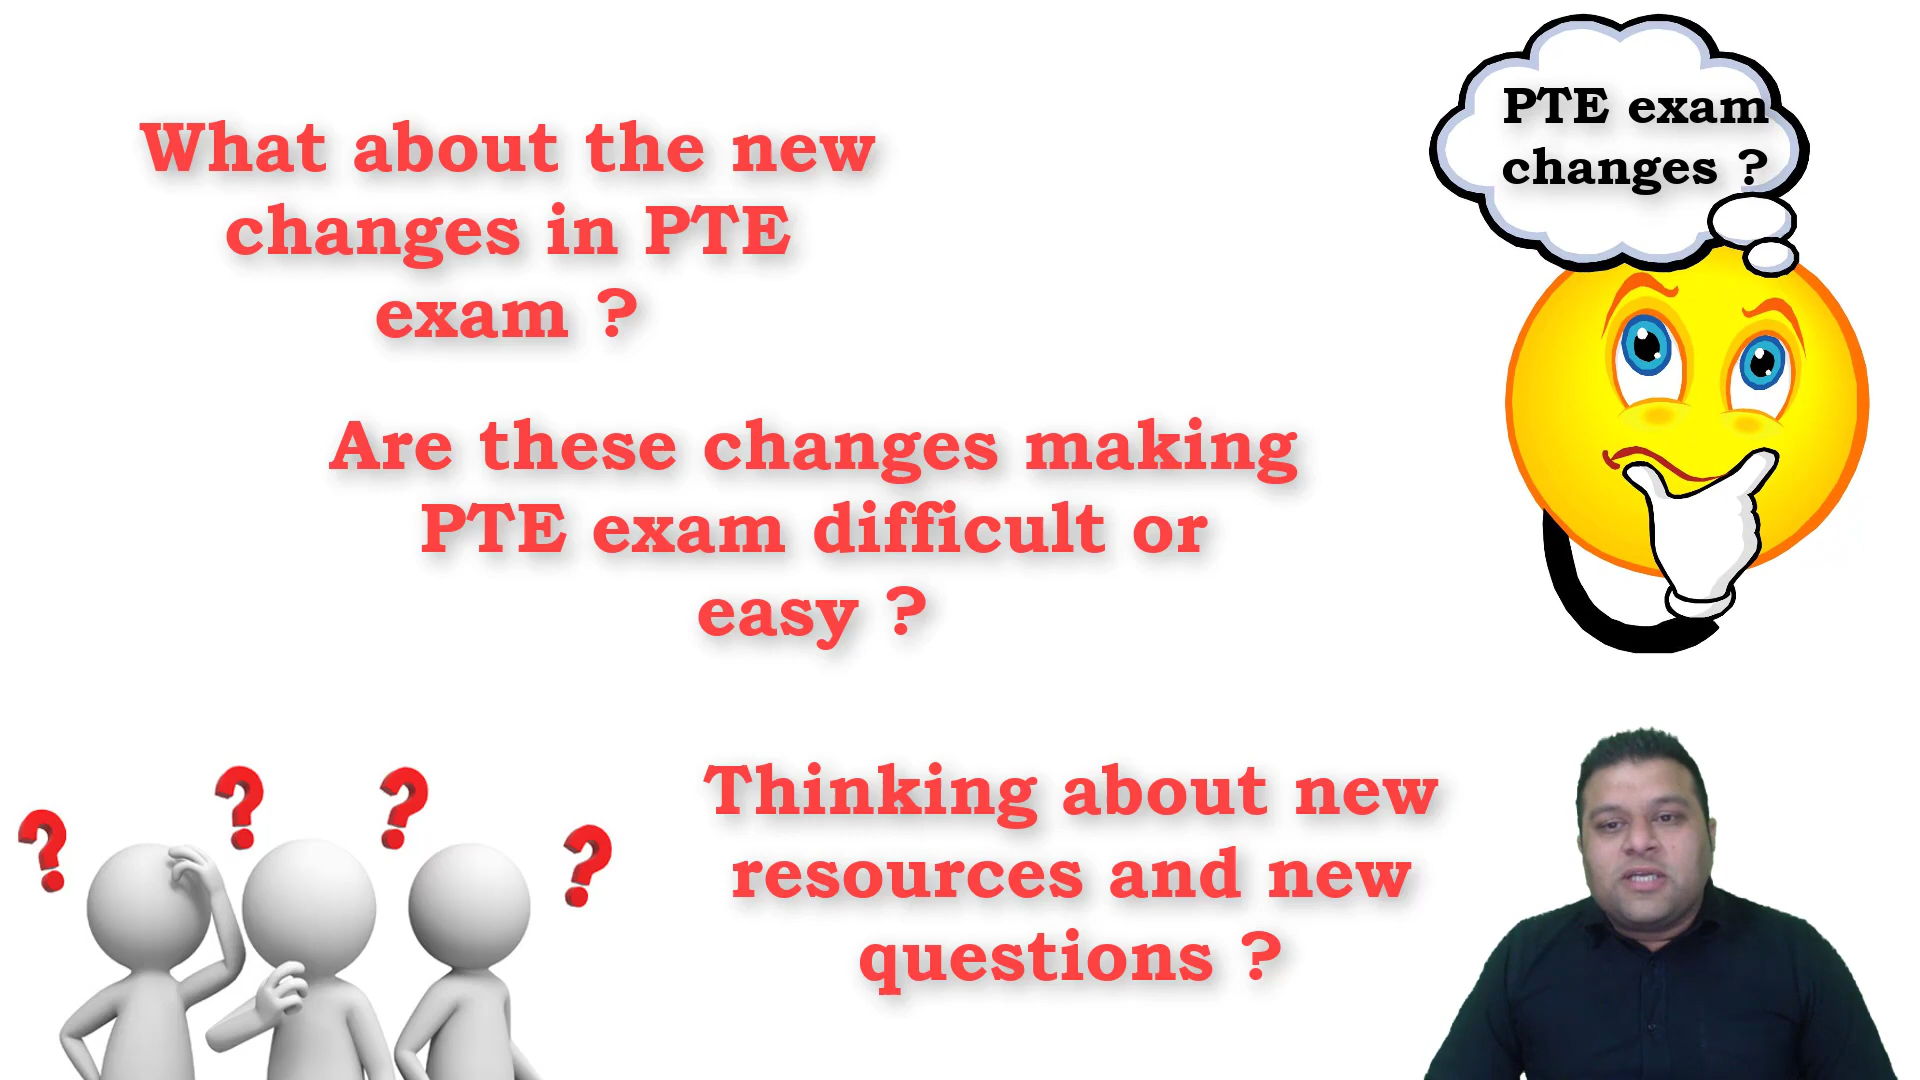 PTE exam
changes ?
What about the new
changes in PTE
exam ?
Are these changes making
PTE exam difficult or
easy ?
Thinking about new
resources and new
questions ?